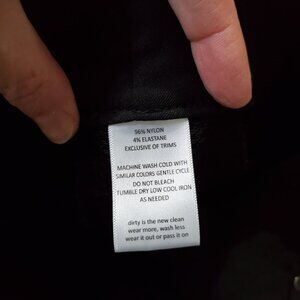 96% NYLON
4% ELASTANE
EXCLUSIVE OF TRIMS
MACHINE WASH COLD WITH
SIMILAR COLORS GENTLE CYCLE
DO NOT BLEACH
TUMBLE DRY LOW COOL IRON
AS NEEDED
dirty is the new clean
wear more, wash less
wear it out or pass it on